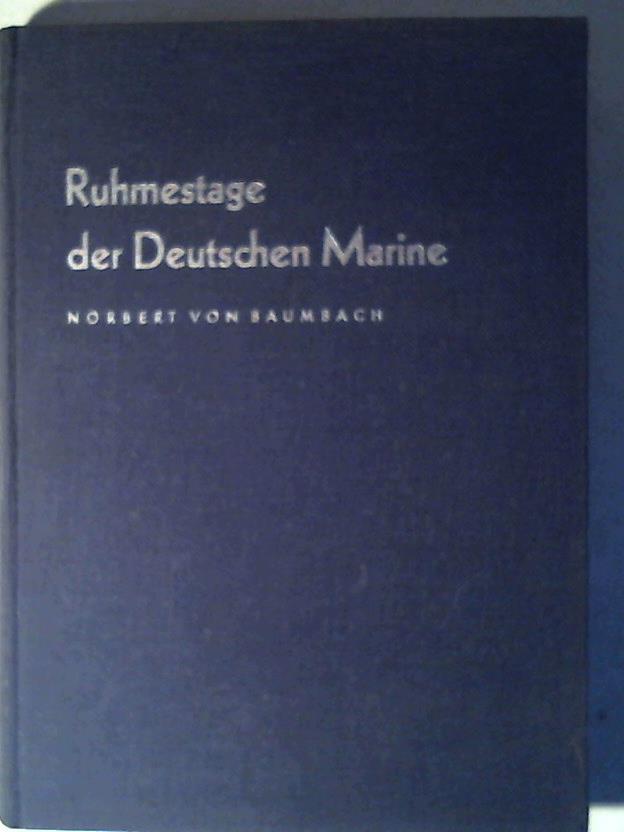 Ruhmestage
der Deutschen Marine
NORBERT VON BAUMBACH